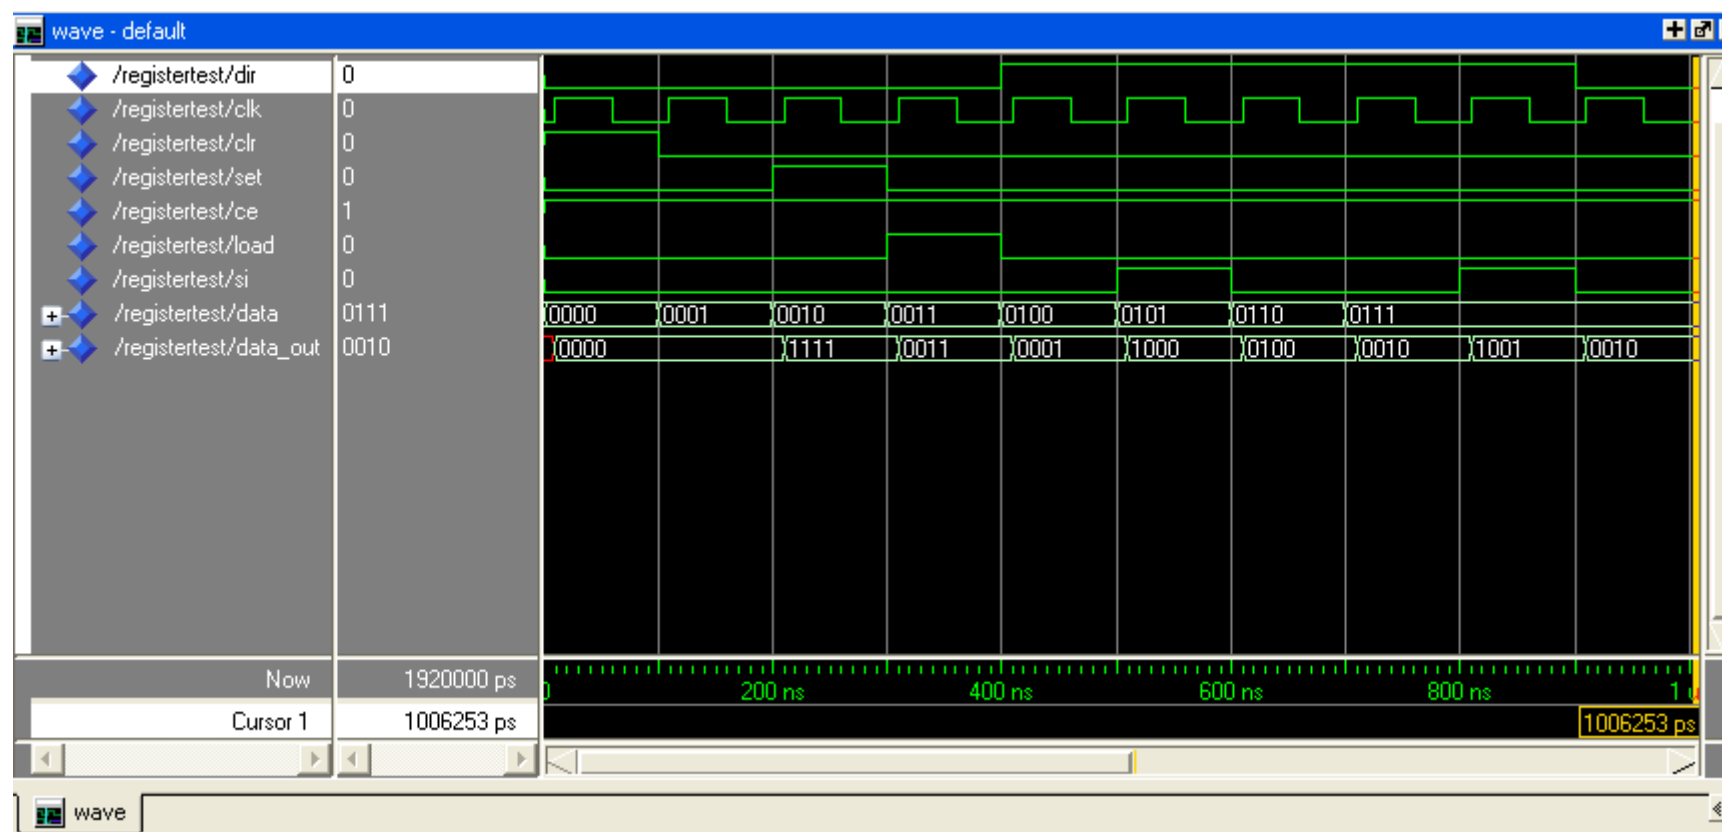 wave - default
/registertest/dir 0
/registertest/clk 0
/registertest/clr 0
/registertest/set 0
/registertest/ce 1
/registertest/load 0
/registertest/si 0
/registertest/data 0111 0000 0001 0010 0011 0100 0101 0110 0111
/registertest/data_out 0010 0000 1111 0011 0001 1000 0100 0010 1001 0010
Now 1920000 ps 200 ns 400 ns 600 ns 800 ns 1
Cursor 1 1006253 ps 1006253 ps
wave